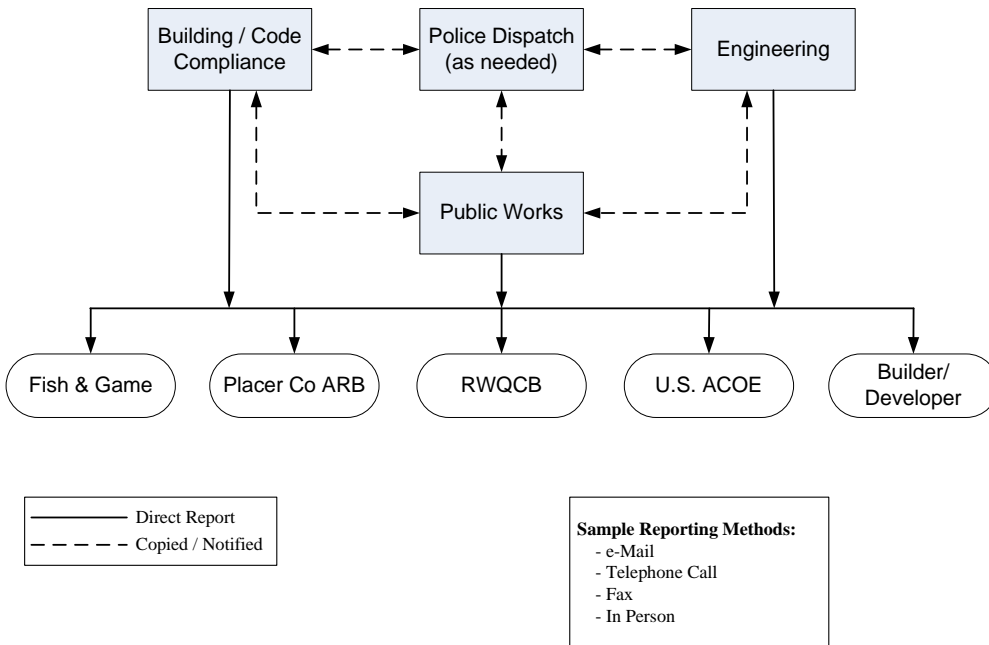 Building / Code
Compliance
Police Dispatch
(as needed)
Engineering
Public Works
Fish & Game
Placer Co ARB
RWQCB
U.S. ACOE
Builder/
Developer
Direct Report
Copied / Notified
Sample Reporting Methods:
- e-Mail
- Telephone Call
- Fax
- In Person